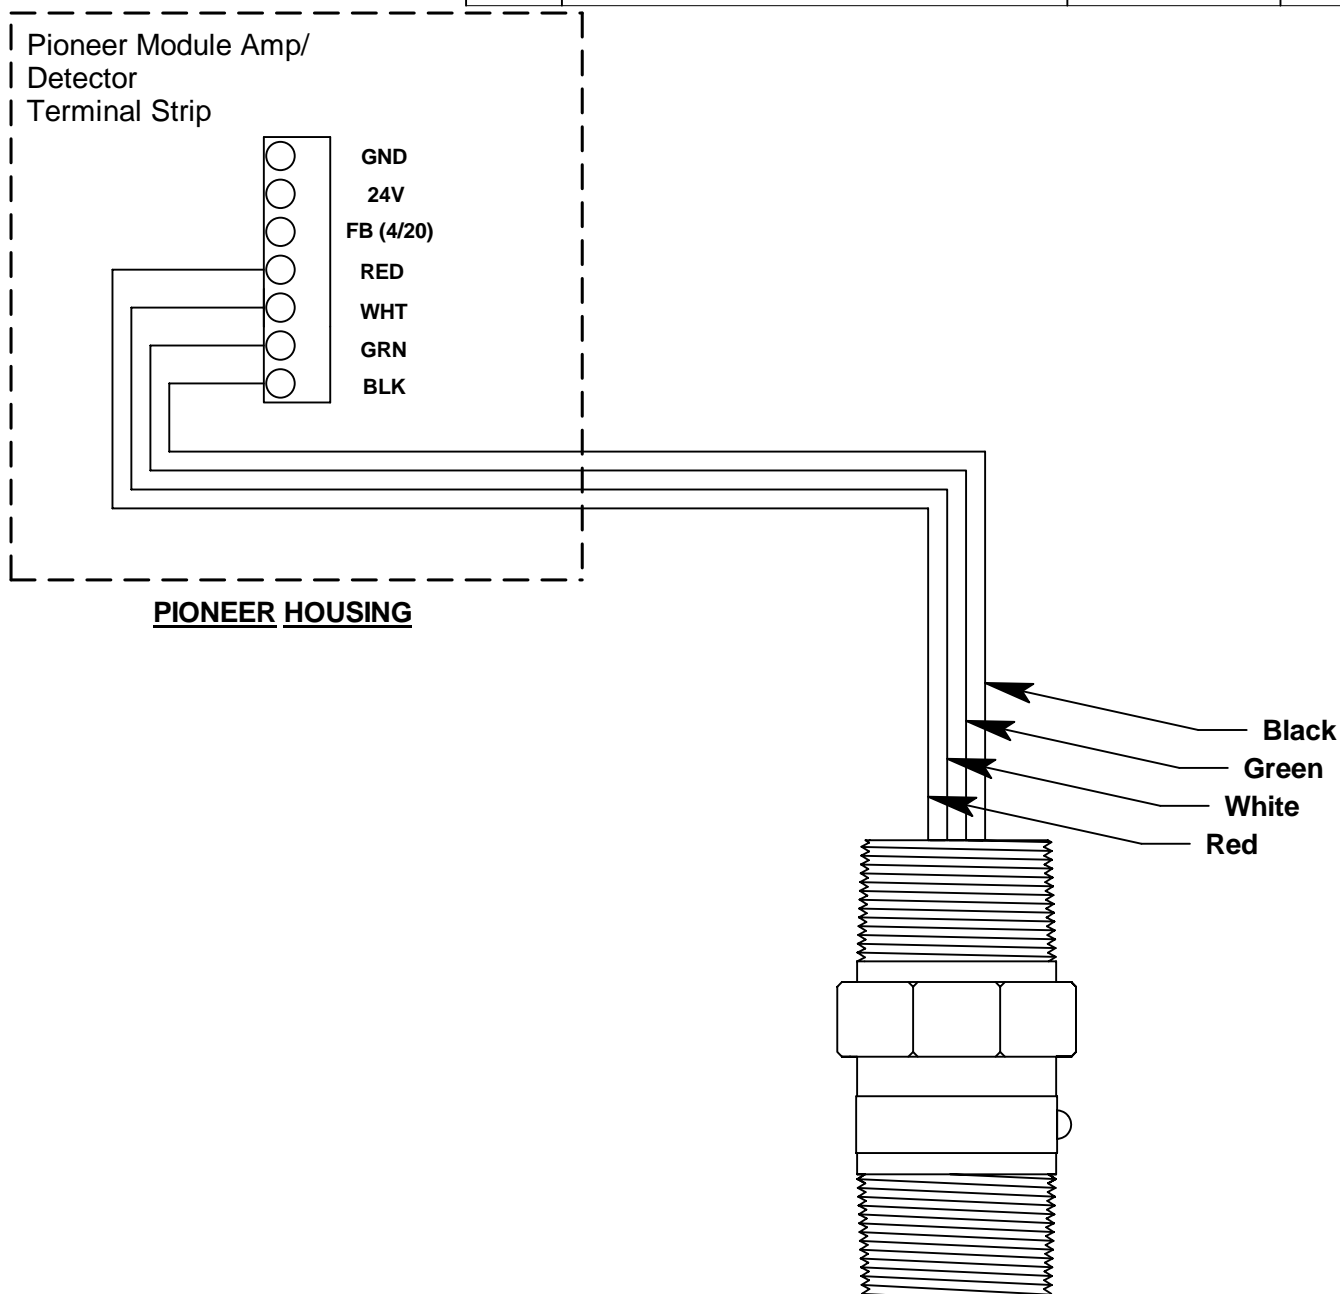 Pioneer Module Amp/
Detector
Terminal Strip
GND
24V
FB (4/20)
RED
WHT
GRN
BLK
PIONEER HOUSING
Black
Green
White
Red